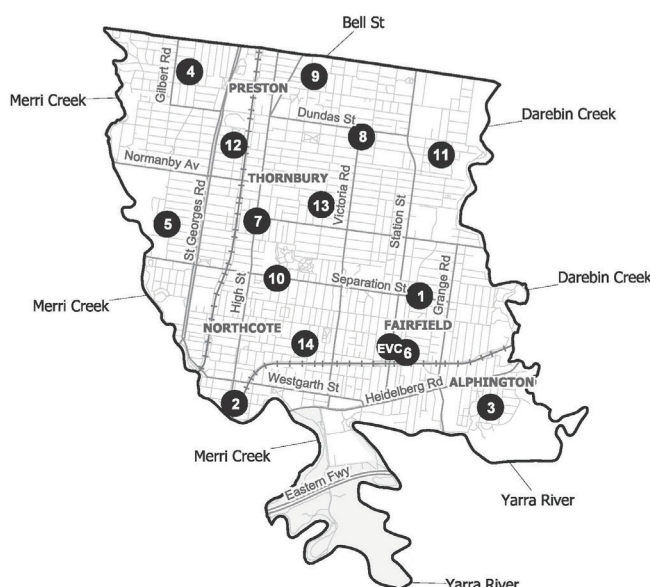 Bell St
4
9
Gilbert Rd
Merri Creek
PRESTON
Dundas St
Darebin Creek
8
12
11
Normanby Av
THORNBURY
13
Victoria Rd
St Georges Rd
Station St
5
7
Grange Rd
10
Separation St
Darebin Creek
1
Merri Creek
High St
NORTHCOTE
FAIRFIELD
14
EVC
6
Westgarth St
Heidelberg Rd
ALPHINGTON
2
3
Merri Creek
Eastern Fwy
Yarra River
Yarra River